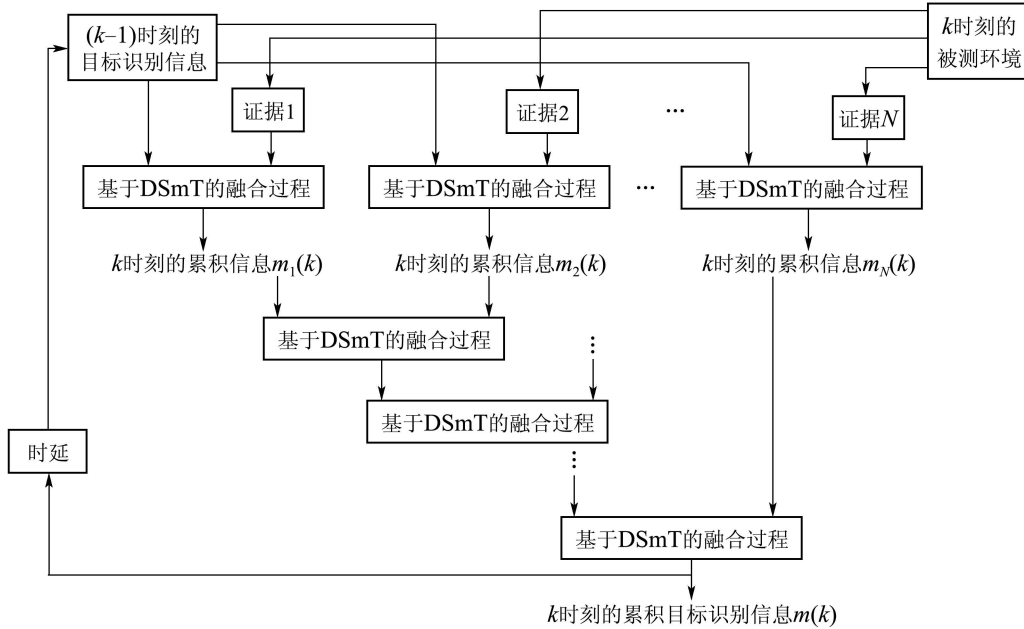 (k–1)时刻的
目标识别信息
k时刻的
被测环境
证据1
证据2
…
证据N
基于DSmT的融合过程
基于DSmT的融合过程
…
基于DSmT的融合过程
k时刻的累积信息m₁(k)
k时刻的累积信息m₂(k)
k时刻的累积信息m_N(k)
基于DSmT的融合过程
⋮
基于DSmT的融合过程
时延
⋮
基于DSmT的融合过程
k时刻的累积目标识别信息m(k)